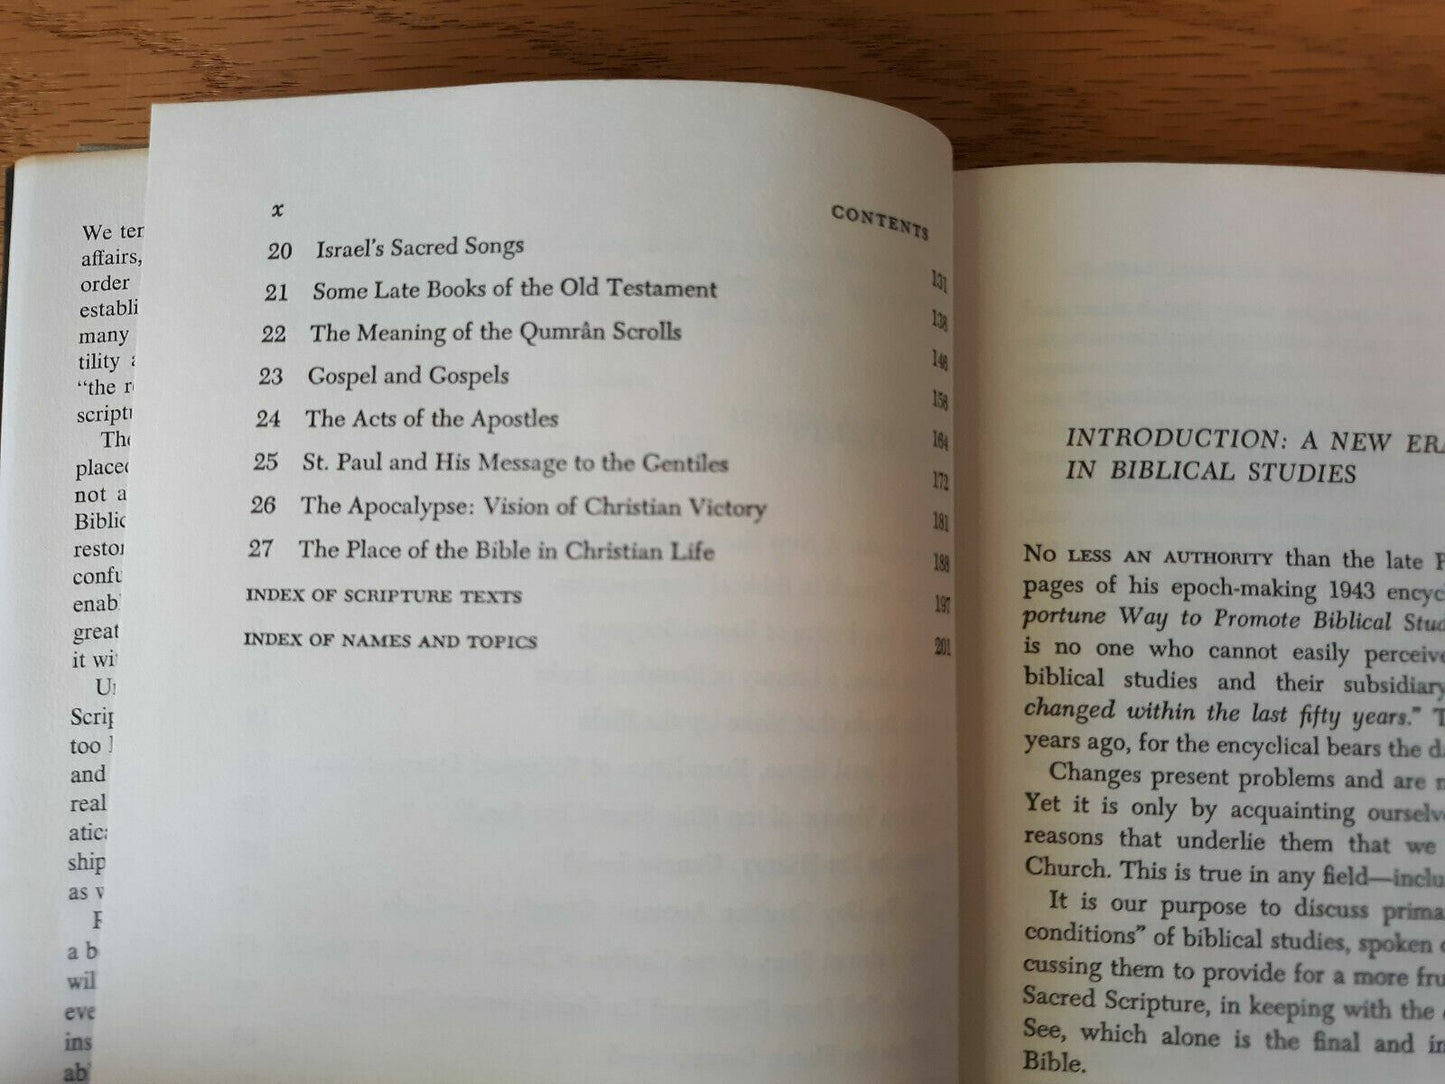 We ter
affairs,
order
establi
many
tility
"the r
scriptu
The
placed
not a
Biblic
restor
confu
enab
great
it wi
U
Scrip
too
and
real
atic
ship
as v
F
a b
wil
eve
ins
ab
x CONTENTS
20 Israel's Sacred Songs 131
21 Some Late Books of the Old Testament 138
22 The Meaning of the Qumrân Scrolls 148
23 Gospel and Gospels 158
24 The Acts of the Apostles 164
25 St. Paul and His Message to the Gentiles 172
26 The Apocalypse: Vision of Christian Victory 181
27 The Place of the Bible in Christian Life 188
INDEX OF SCRIPTURE TEXTS 197
INDEX OF NAMES AND TOPICS 201
INTRODUCTION: A NEW ERA
IN BIBLICAL STUDIES
NO LESS AN AUTHORITY than the late P
pages of his epoch-making 1943 encyc
portune Way to Promote Biblical Stud
is no one who cannot easily perceive
biblical studies and their subsidiary
changed within the last fifty years." T
years ago, for the encyclical bears the da
Changes present problems and are n
Yet it is only by acquainting ourselve
reasons that underlie them that we
Church. This is true in any field—inclu
It is our purpose to discuss prima
conditions" of biblical studies, spoken o
cussing them to provide for a more fru
Sacred Scripture, in keeping with the
See, which alone is the final and in
Bible.